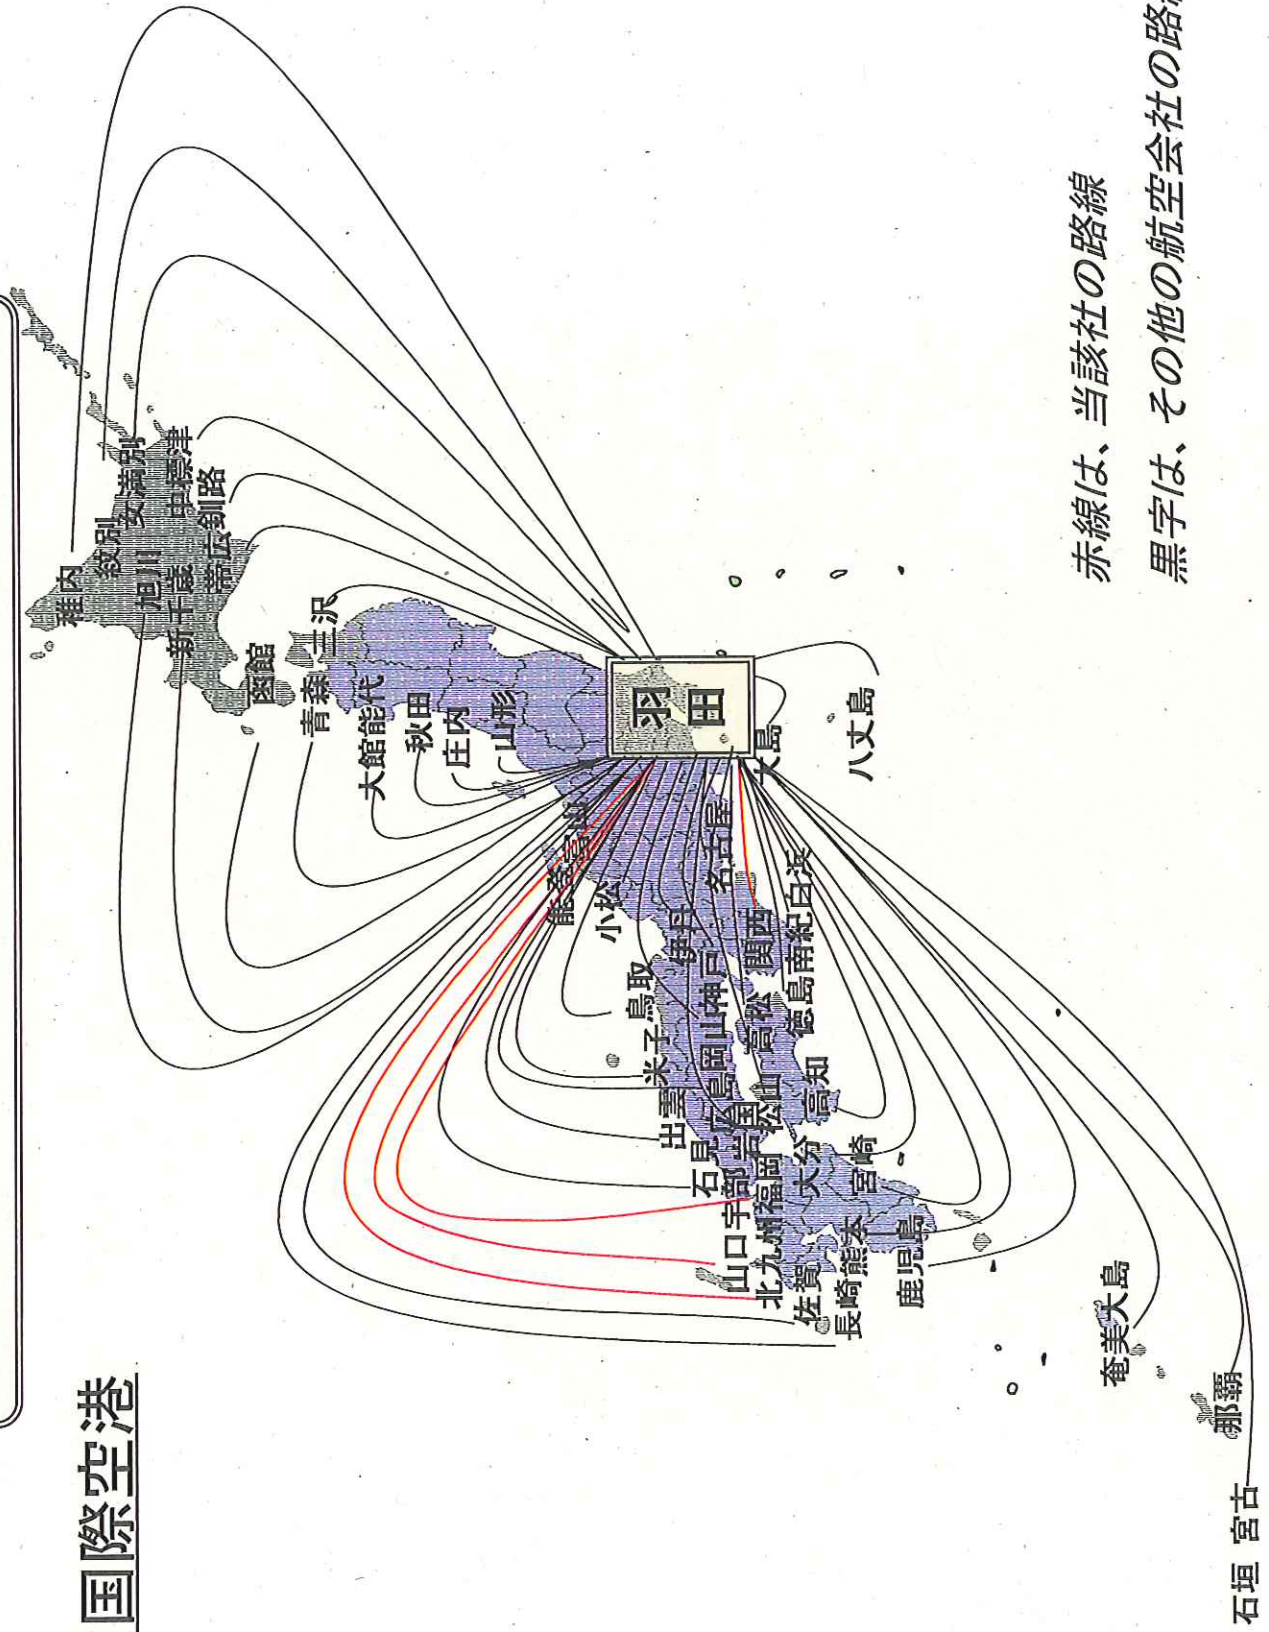 国際空港
稚内
紋別
女満別
旭川
中標津
新千歳
釧路
帯広
函館
三沢
青森
大館能代
秋田
庄内
山形
羽田
能登
富山
小松
名古屋
大島
八丈島
伊丹
鳥取
神戸
関西
南紀白浜
米子
岡山
高松
徳島
出雲
広島
松山
高知
石見
岩国
山口宇部
福岡
大分
宮崎
北九州
佐賀
熊本
長崎
鹿児島
奄美大島
那覇
石垣 宮古
赤線は、当該社の路線
黒字は、その他の航空会社の路